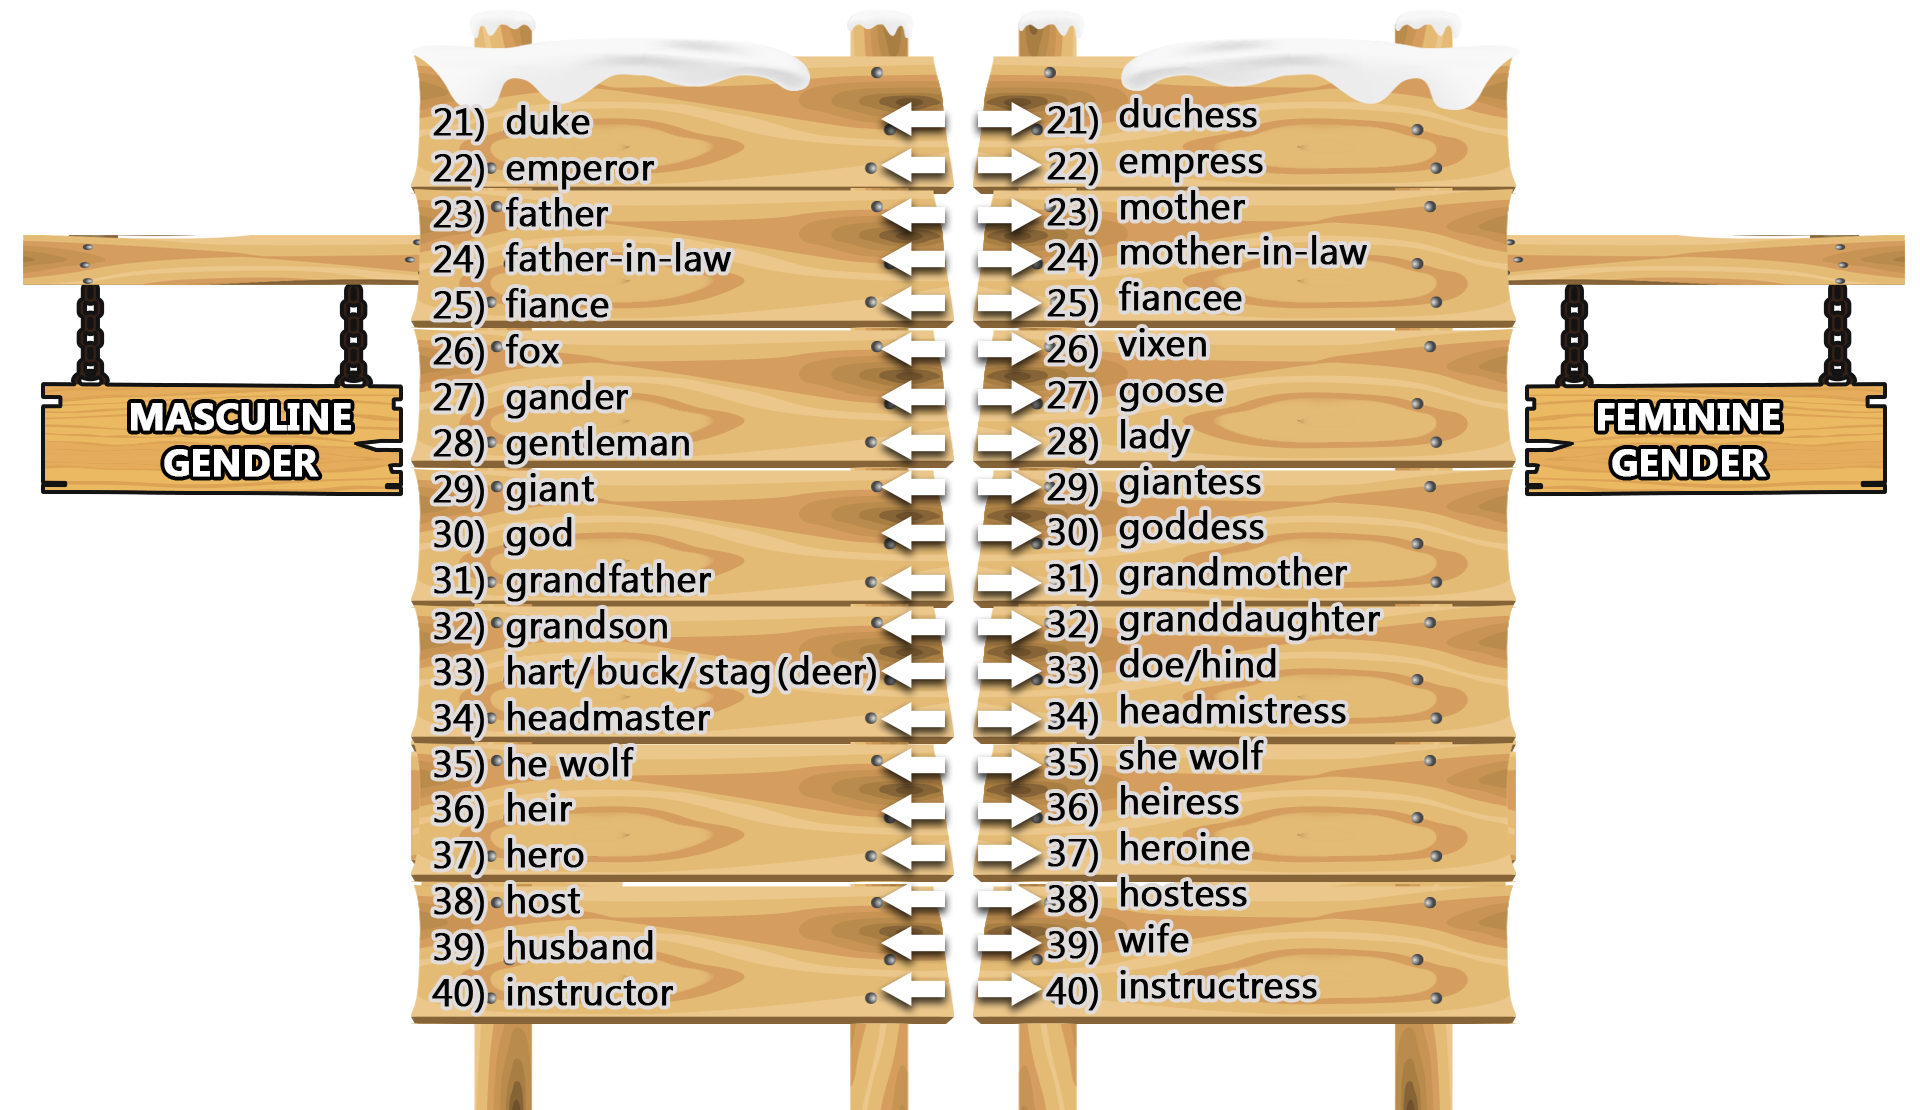 MASCULINE
GENDER
21) duke
22) emperor
23) father
24) father-in-law
25) fiance
26) fox
27) gander
28) gentleman
29) giant
30) god
31) grandfather
32) grandson
33) hart/buck/stag(deer)
34) headmaster
35) he wolf
36) heir
37) hero
38) host
39) husband
40) instructor
21) duchess
22) empress
23) mother
24) mother-in-law
25) fiancee
26) vixen
27) goose
28) lady
29) giantess
30) goddess
31) grandmother
32) granddaughter
33) doe/hind
34) headmistress
35) she wolf
36) heiress
37) heroine
38) hostess
39) wife
40) instructress
FEMININE
GENDER